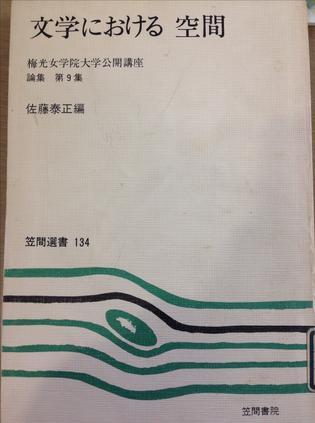 文学における 空間
梅光女学院大学公開講座
論集 第9集
佐藤泰正編
笠間選書 134
笠間書院